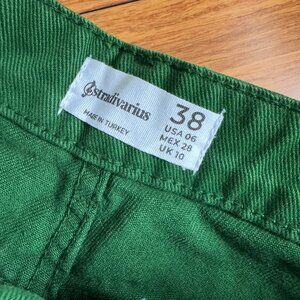 Stradivarius
MADE IN TURKEY
38
USA 06
MEX 28
UK 10